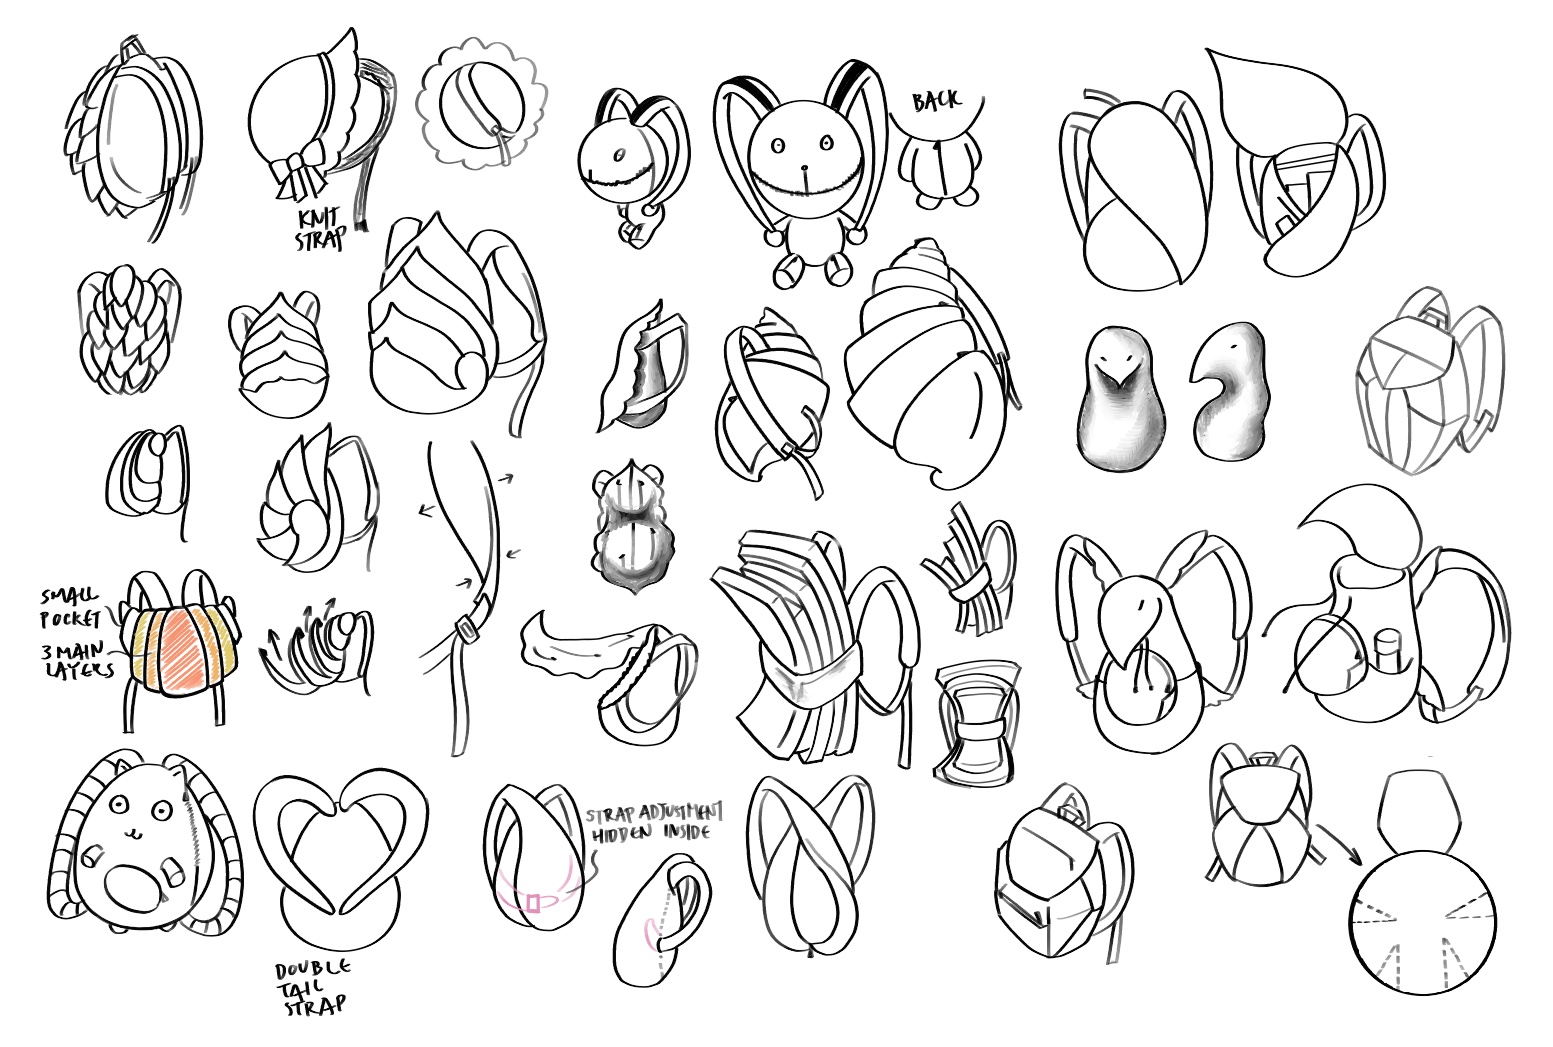 BACK
KNIT
STRAP
SMALL
POCKET
3 MAIN
LAYERS
STRAP ADJUSTMENT
HIDDEN INSIDE
DOUBLE
TAIL
STRAP